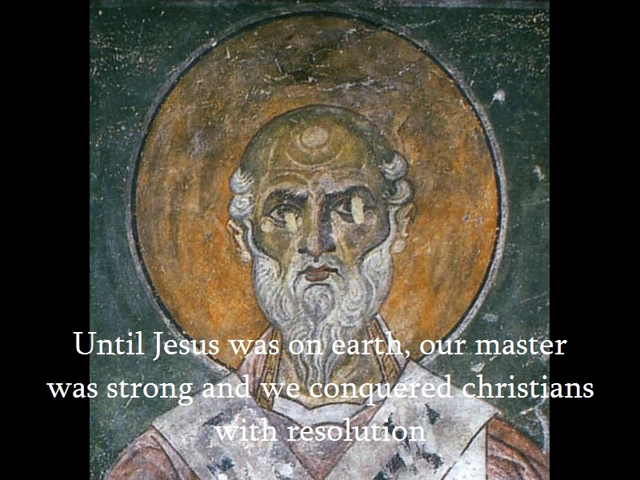 Until Jesus was on earth, our master
was strong and we conquered christians
with resolution